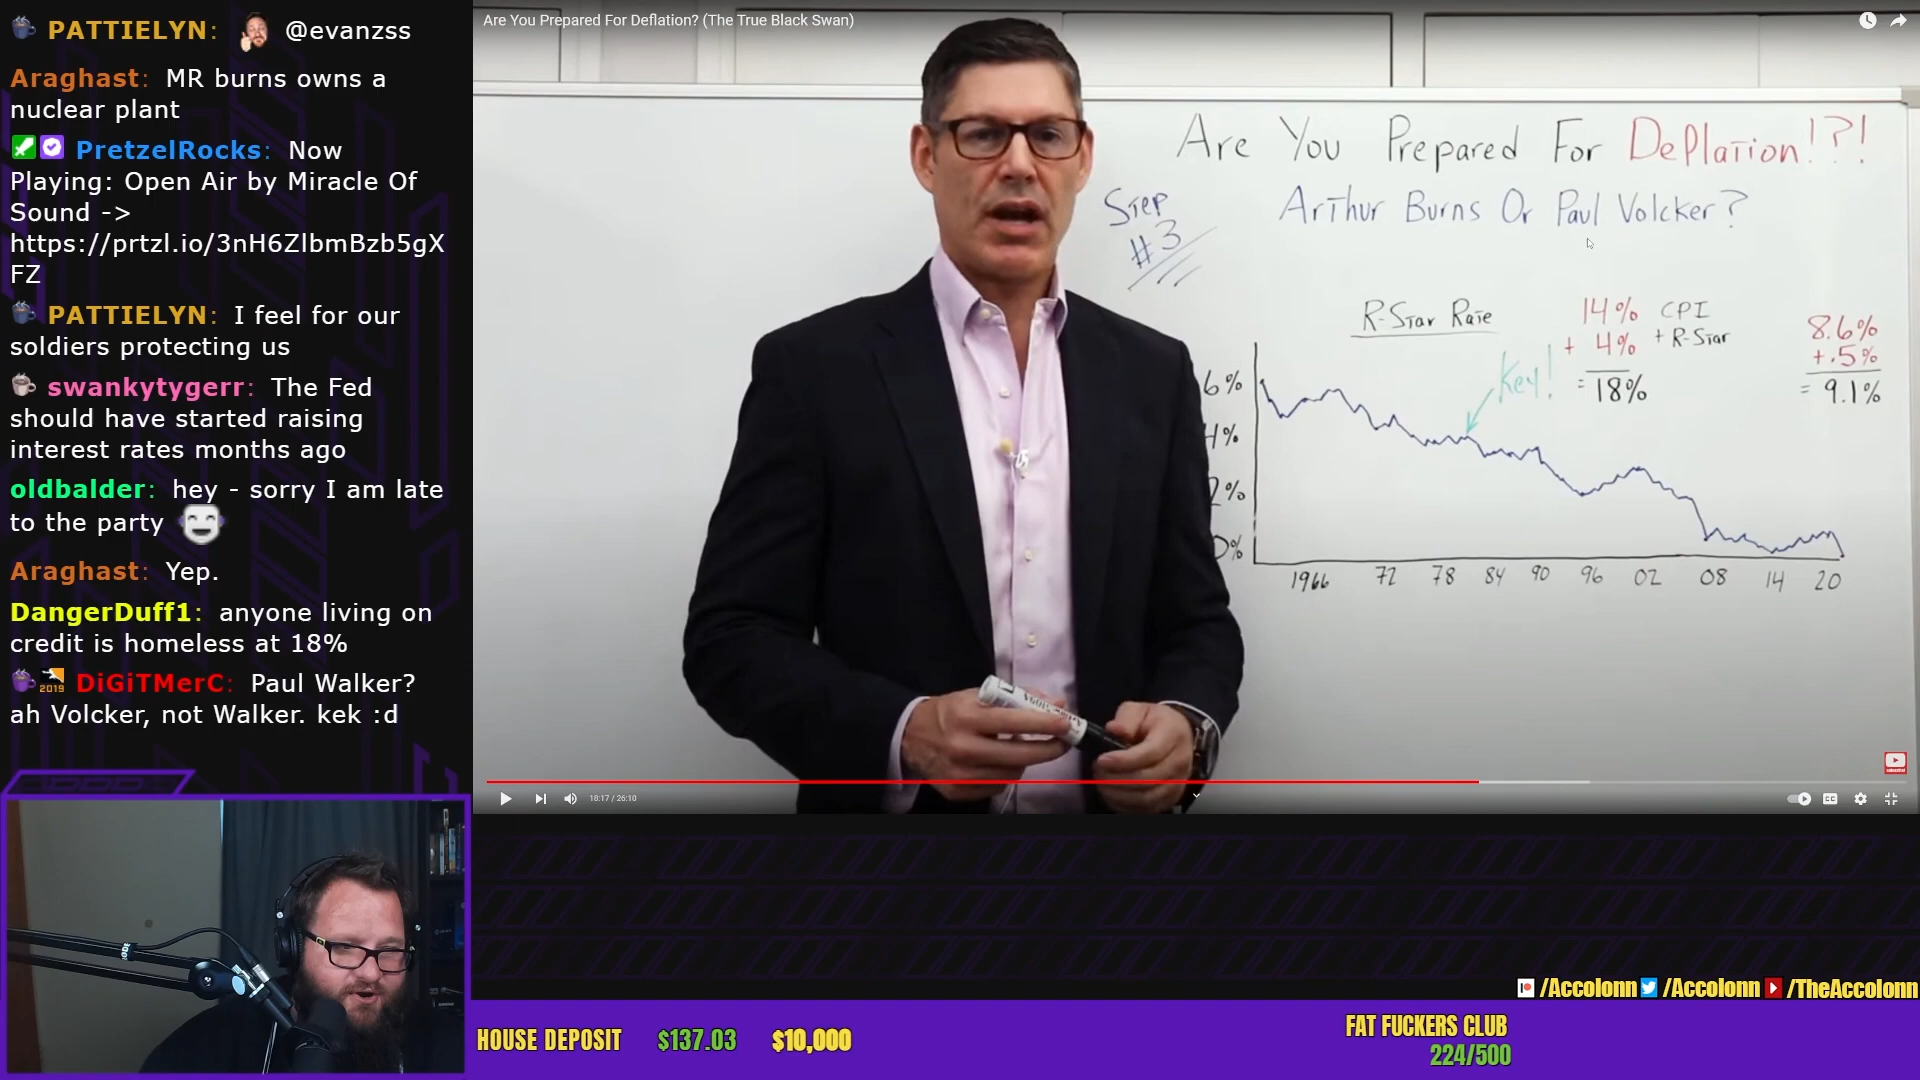 PATTIELYN: @evanzss
Araghast: MR burns owns a
nuclear plant
PretzelRocks: Now
Playing: Open Air by Miracle Of
Sound ->
https://prtzl.io/3nH6ZlbmBzb5gX
FZ
PATTIELYN: I feel for our
soldiers protecting us
swankytygerr: The Fed
should have started raising
interest rates months ago
oldbalder: hey - sorry I am late
to the party
Araghast: Yep.
DangerDuff1: anyone living on
credit is homeless at 18%
2019 DiGiTMerC: Paul Walker?
ah Volcker, not Walker. kek :d
Are You Prepared For Deflation? (The True Black Swan)
Are You Prepared For Deflation!?!
Arthur Burns Or Paul Volcker?
Step
#3
R-Star Rate
14% CPI
+ 4% + R-Star
= 18%
8.6%
+.5%
= 9.1%
Key!
6%
4%
2%
0%
1966 72 78 84 90 96 02 08 14 20
18:17 / 26:10
/Accolonn /Accolonn /TheAccolonn
HOUSE DEPOSIT $137.03 $10,000
FAT FUCKERS CLUB
224/500